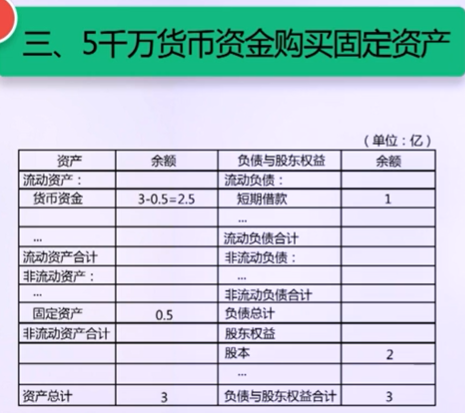 三、5千万货币资金购买固定资产
（单位：亿）
资产 余额 负债与股东权益 余额
流动资产： 流动负债：
货币资金 3-0.5=2.5 短期借款 1
...
... 流动负债合计
流动资产合计 非流动负债：
非流动资产： ...
... 非流动负债合计
固定资产 0.5 负债总计
非流动资产合计 股东权益
股本 2
...
资产总计 3 负债与股东权益合计 3